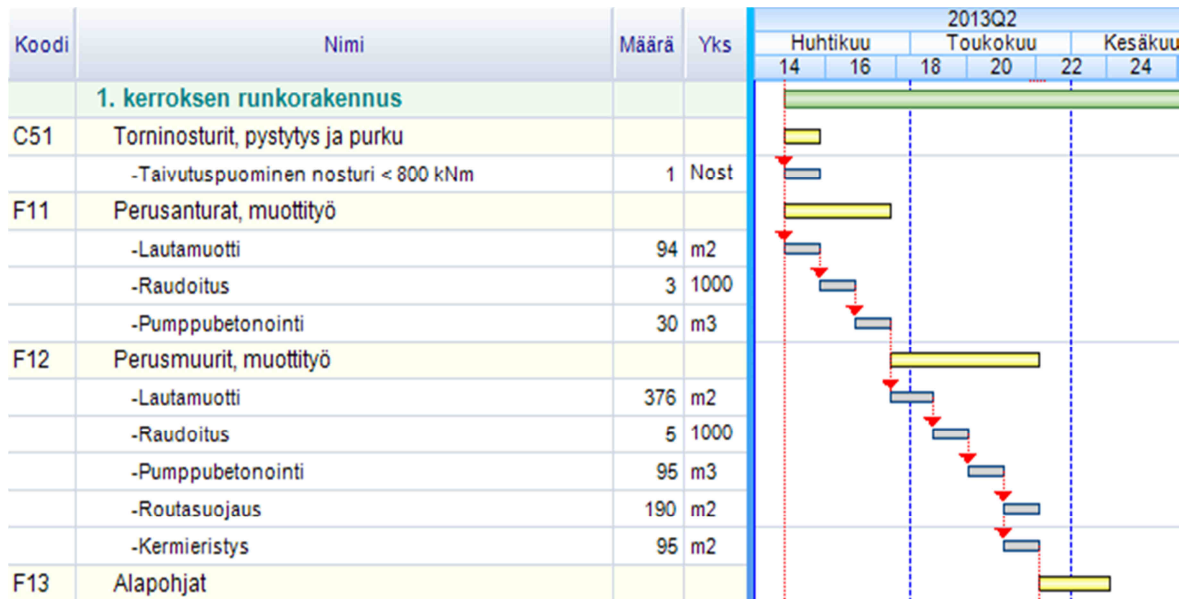 2013Q2
Koodi Nimi Määrä Yks Huhtikuu Toukokuu Kesäkuu
14 16 18 20 22 24
1. kerroksen runkorakennus
C51 Torninosturit, pystytys ja purku
-Taivutuspuominen nosturi < 800 kNm 1 Nost
F11 Perusanturat, muottityö
-Lautamuotti 94 m2
-Raudoitus 3 1000
-Pumppubetonointi 30 m3
F12 Perusmuurit, muottityö
-Lautamuotti 376 m2
-Raudoitus 5 1000
-Pumppubetonointi 95 m3
-Routasuojaus 190 m2
-Kermieristys 95 m2
F13 Alapohjat